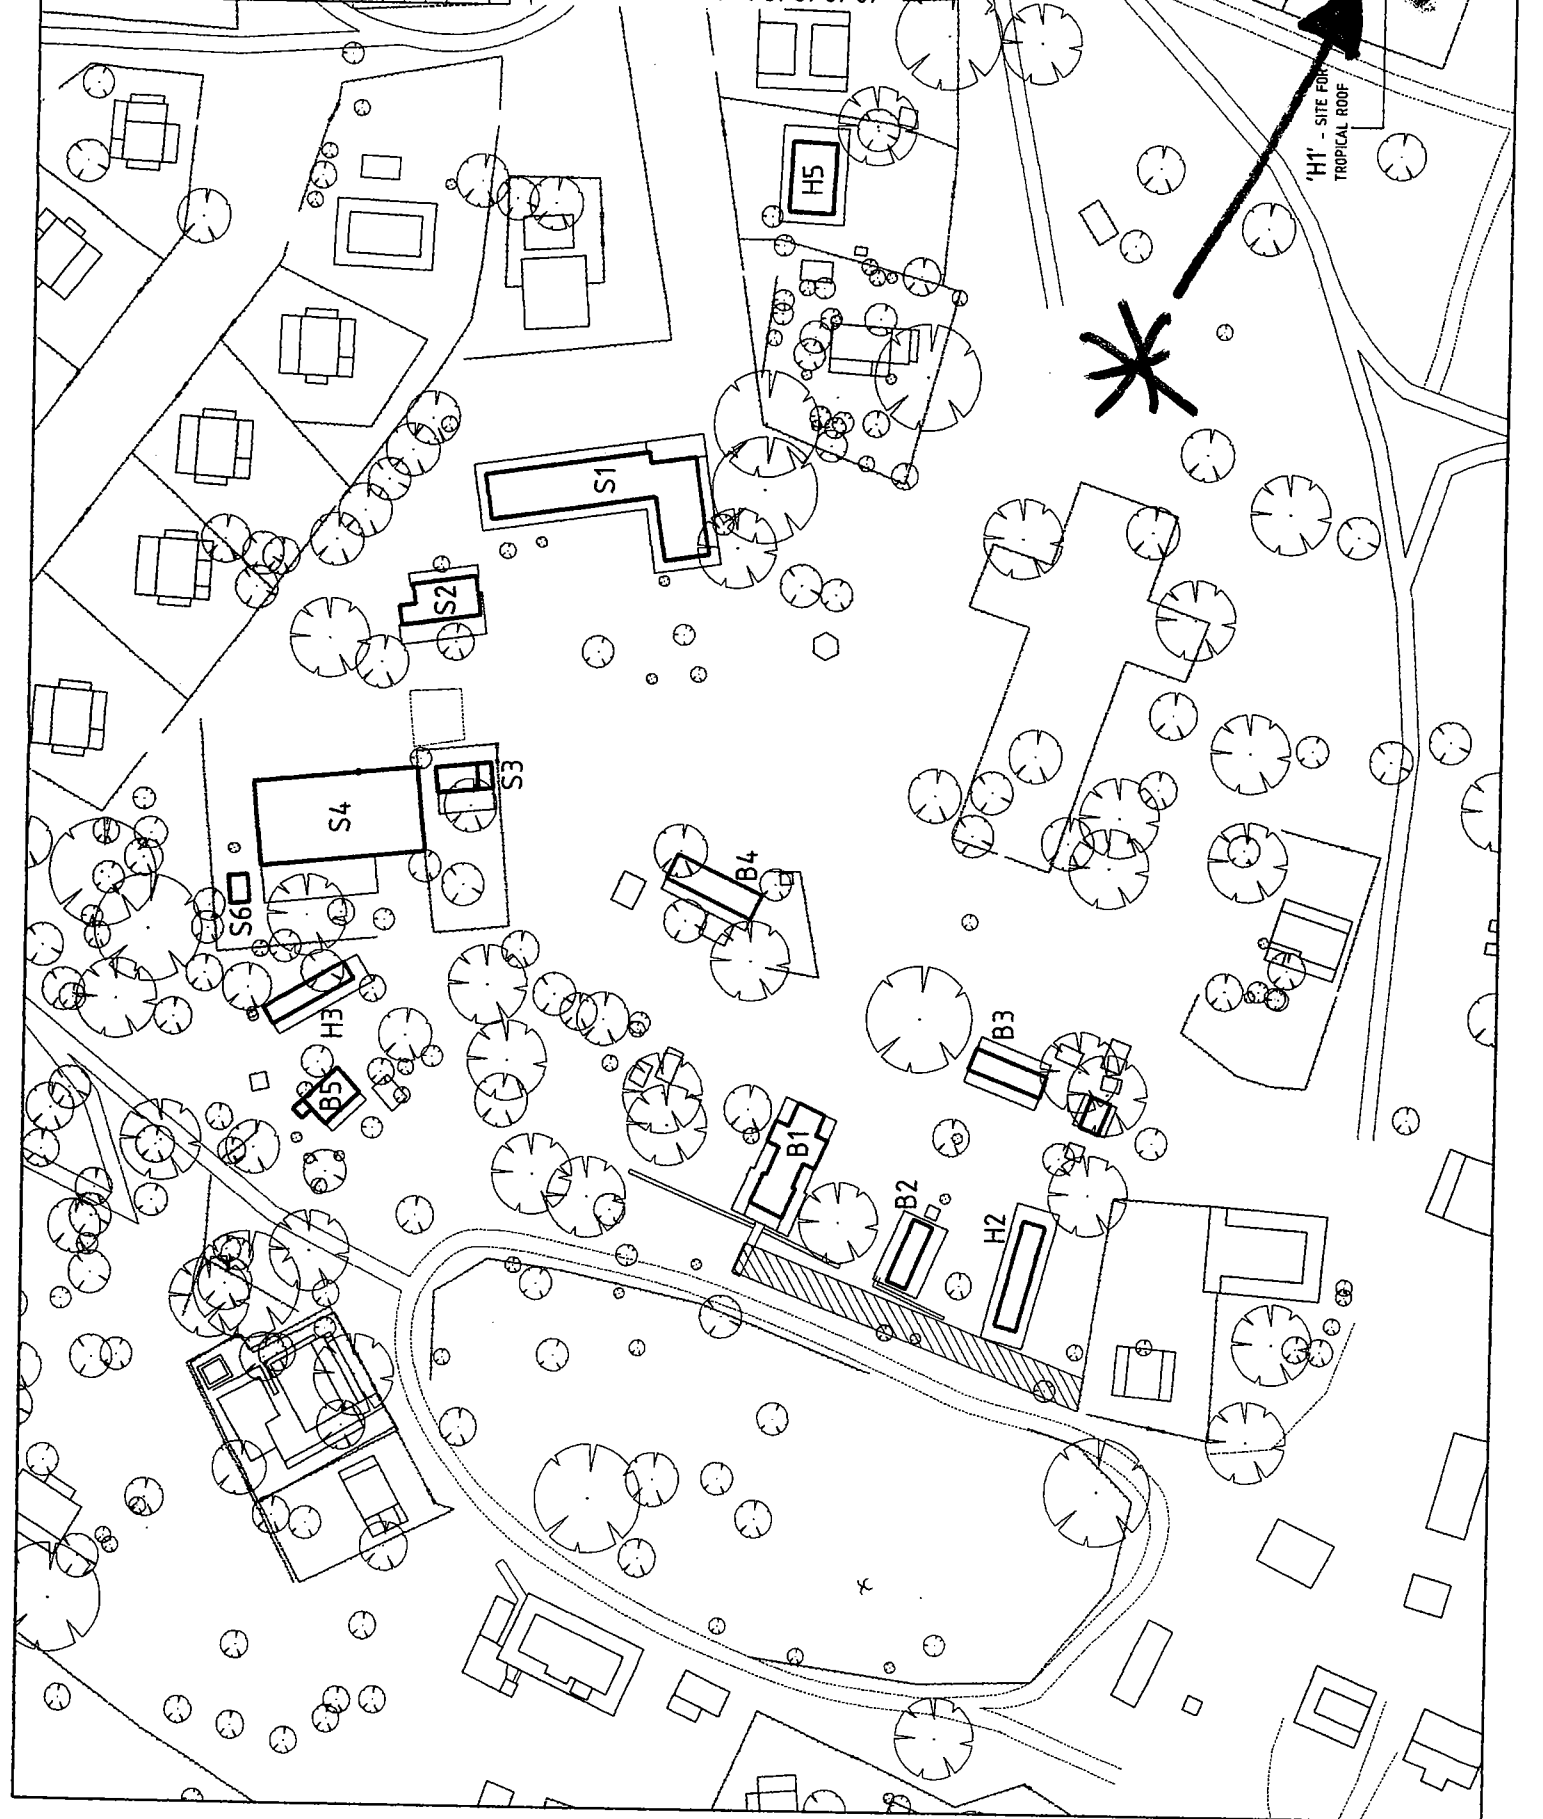 'H1' - SITE FOR
TROPICAL ROOF
H5
S1
S2
S3
S4
S6
B4
H3
B5
B3
B1
B2
H2